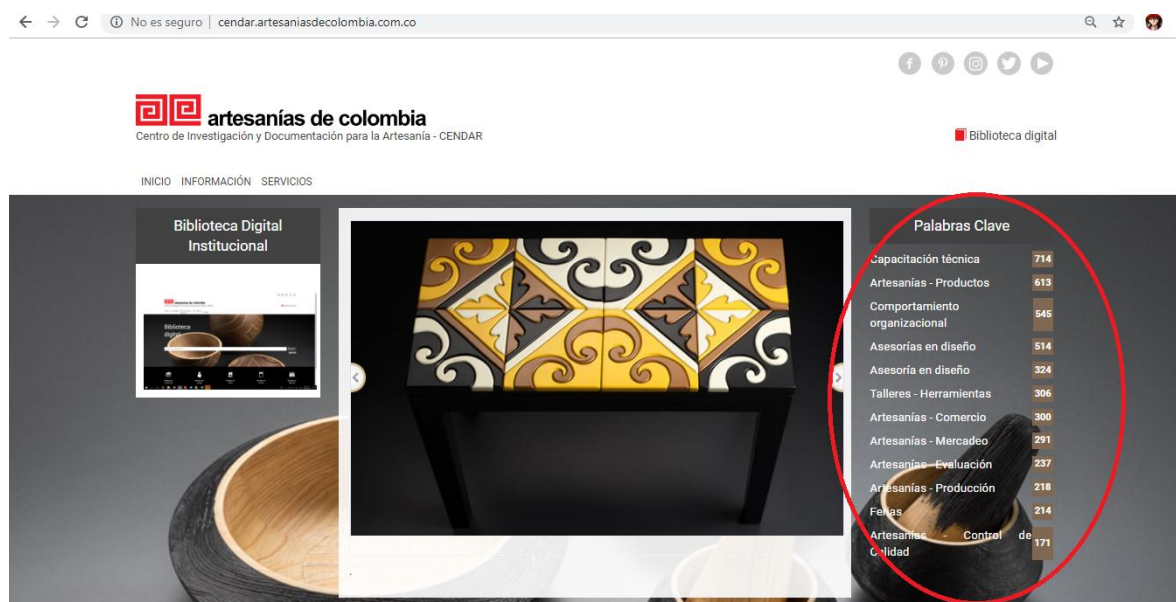 No es seguro | cendar.artesaniasdecolombia.com.co
artesanías de colombia
Centro de Investigación y Documentación para la Artesanía - CENDAR
Biblioteca digital
INICIO INFORMACIÓN SERVICIOS
Biblioteca Digital
Institucional
Biblioteca
digital
Palabras Clave
Capacitación técnica 714
Artesanías - Productos 613
Comportamiento
organizacional 545
Asesorías en diseño 514
Asesoría en diseño 324
Talleres - Herramientas 306
Artesanías - Comercio 300
Artesanías - Mercadeo 291
Artesanías - Evaluación 237
Artesanías - Producción 218
Ferias 214
Artesanías - Control de
Calidad 171